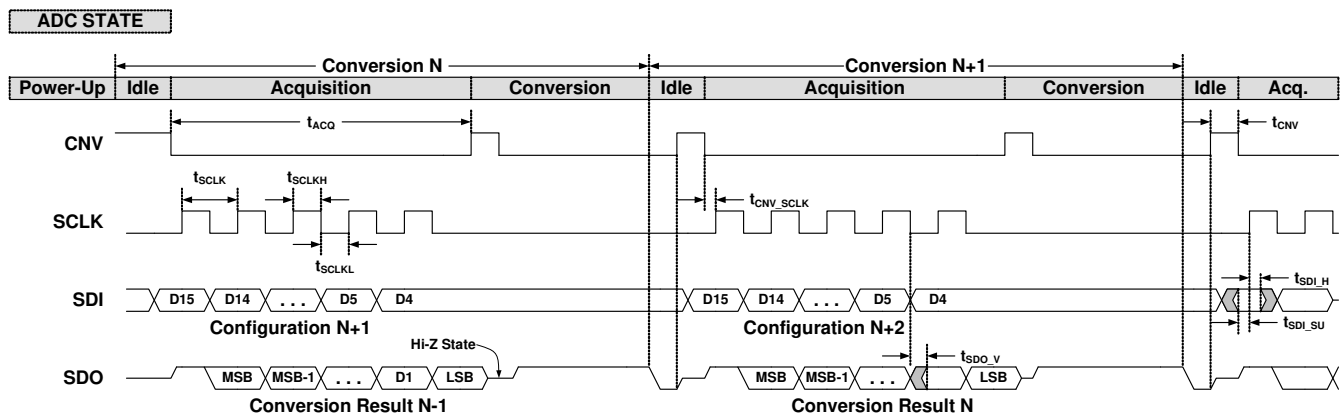 ADC STATE
Conversion N
Conversion N+1
Power-Up Idle Acquisition Conversion Idle Acquisition Conversion Idle Acq.
CNV
tACQ
tCNV
SCLK
tSCLK
tSCLKH
tSCLKL
tCNV_SCLK
SDI
D15 D14 . . . D5 D4
D15 D14 . . . D5 D4
tSDI_H
tSDI_SU
Configuration N+1
Configuration N+2
Hi-Z State
tSDO_V
SDO
MSB MSB-1 . . . D1 LSB
MSB MSB-1 . . . LSB
Conversion Result N-1
Conversion Result N